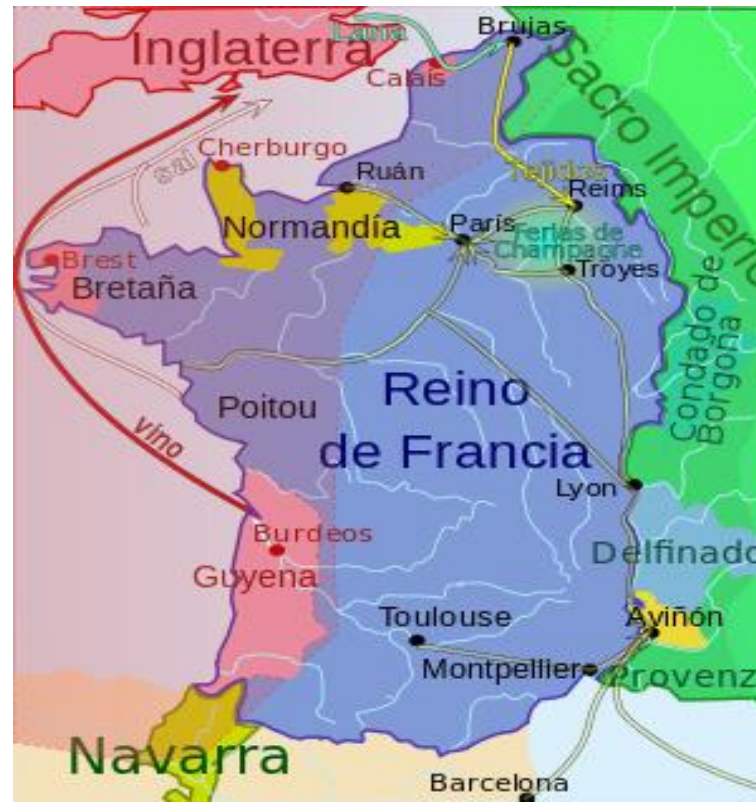 Brujas
Inglaterra
Lana
Calais
Sacro Imperio
Cherburgo
sal
Ruán
Tejidos
Reims
Normandía
París
Ferias de
Champagne
Troyes
Brest
Bretaña
Condado de
Borgoña
Poitou
Reino
de Francia
vino
Lyon
Burdeos
Delfinado
Guyena
Toulouse
Aviñón
Montpellier
Provenz
Navarra
Barcelona